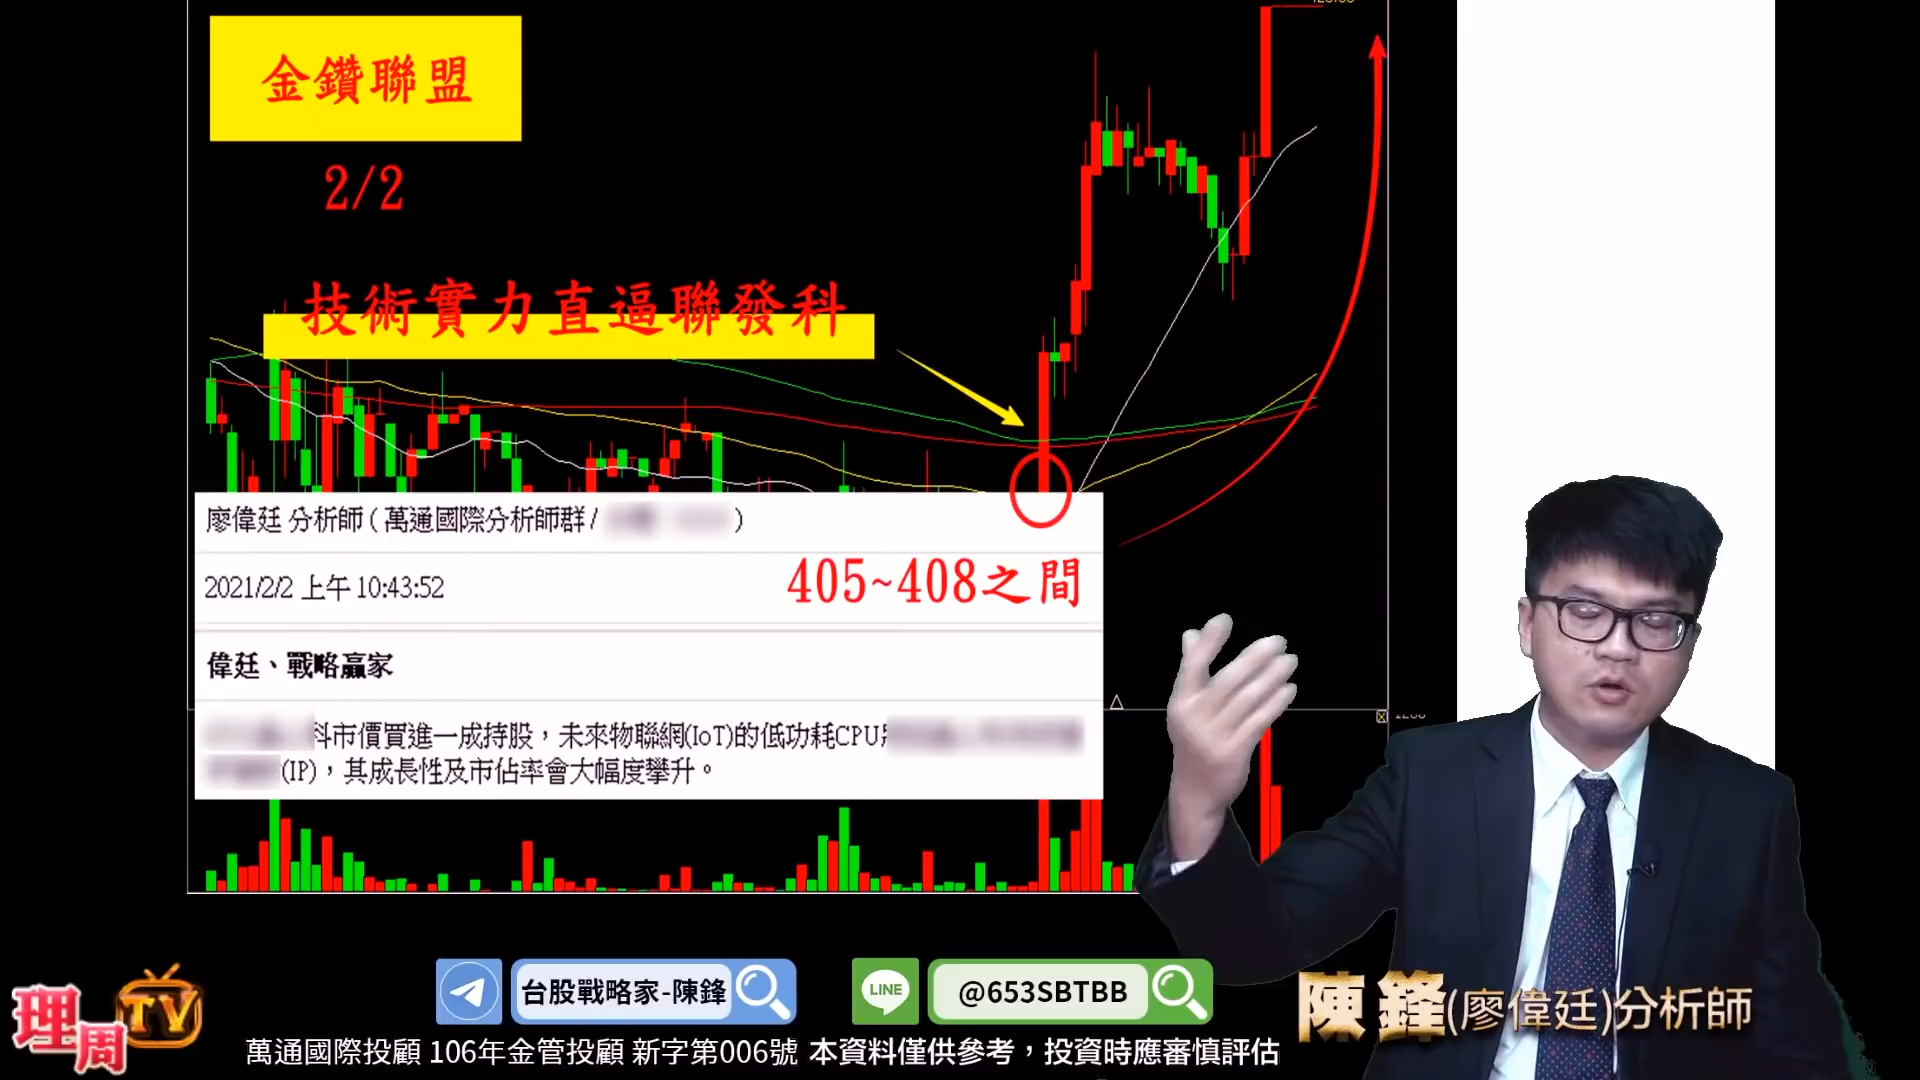 金鑽聯盟
2/2
技術實力直逼聯發科
廖偉廷 分析師 ( 萬通國際分析師群 / )
2021/2/2 上午 10:43:52
405~408之間
偉廷、戰略贏家
科市價買進一成持股，未來物聯網(IoT)的低功耗CPU
(IP)，其成長性及市佔率會大幅度攀升。
理周TV
台股戰略家-陳鋒
LINE
@653SBTBB
陳鋒(廖偉廷)分析師
萬通國際投顧 106年金管投顧 新字第006號 本資料僅供參考，投資時應審慎評估